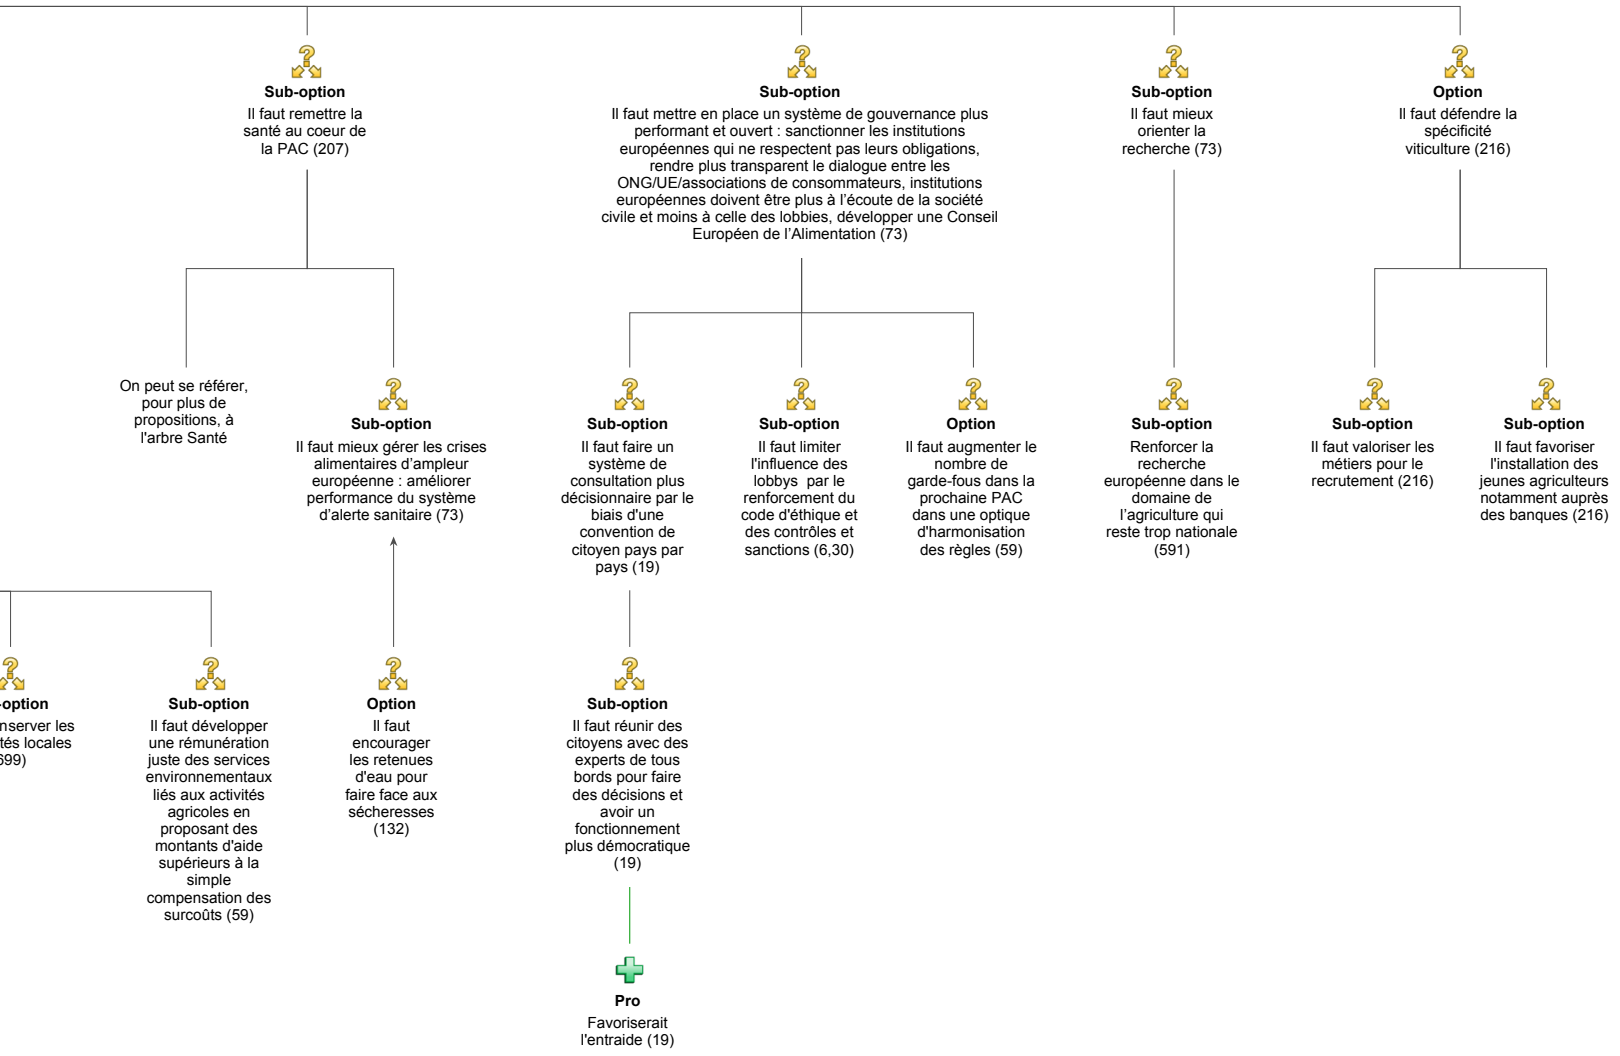 Sub-option
Il faut remettre la
santé au coeur de
la PAC (207)
Sub-option
Il faut mettre en place un système de gouvernance plus
performant et ouvert : sanctionner les institutions
européennes qui ne respectent pas leurs obligations,
rendre plus transparent le dialogue entre les
ONG/UE/associations de consommateurs, institutions
européennes doivent être plus à l'écoute de la société
civile et moins à celle des lobbies, développer une Conseil
Européen de l'Alimentation (73)
Sub-option
Il faut mieux
orienter la
recherche (73)
Option
Il faut défendre la
spécificité
viticulture (216)
On peut se référer,
pour plus de
propositions, à
l'arbre Santé
Sub-option
Il faut mieux gérer les crises
alimentaires d'ampleur
européenne : améliorer
performance du système
d'alerte sanitaire (73)
Sub-option
Il faut faire un
système de
consultation plus
décisionnaire par le
biais d'une
convention de
citoyen pays par
pays (19)
Sub-option
Il faut limiter
l'influence des
lobbys  par le
renforcement du
code d'éthique et
des contrôles et
sanctions (6,30)
Option
Il faut augmenter le
nombre de
garde-fous dans la
prochaine PAC
dans une optique
d'harmonisation
des règles (59)
Sub-option
Renforcer la
recherche
européenne dans le
domaine de
l'agriculture qui
reste trop nationale
(591)
Sub-option
Il faut valoriser les
métiers pour le
recrutement (216)
Sub-option
Il faut favoriser
l'installation des
jeunes agriculteurs
notamment auprès
des banques (216)
-option
nserver les
tés locales
699)
Sub-option
Il faut développer
une rémunération
juste des services
environnementaux
liés aux activités
agricoles en
proposant des
montants d'aide
supérieurs à la
simple
compensation des
surcoûts (59)
Option
Il faut
encourager
les retenues
d'eau pour
faire face aux
sécheresses
(132)
Sub-option
Il faut réunir des
citoyens avec des
experts de tous
bords pour faire
des décisions et
avoir un
fonctionnement
plus démocratique
(19)
Pro
Favoriserait
l'entraide (19)